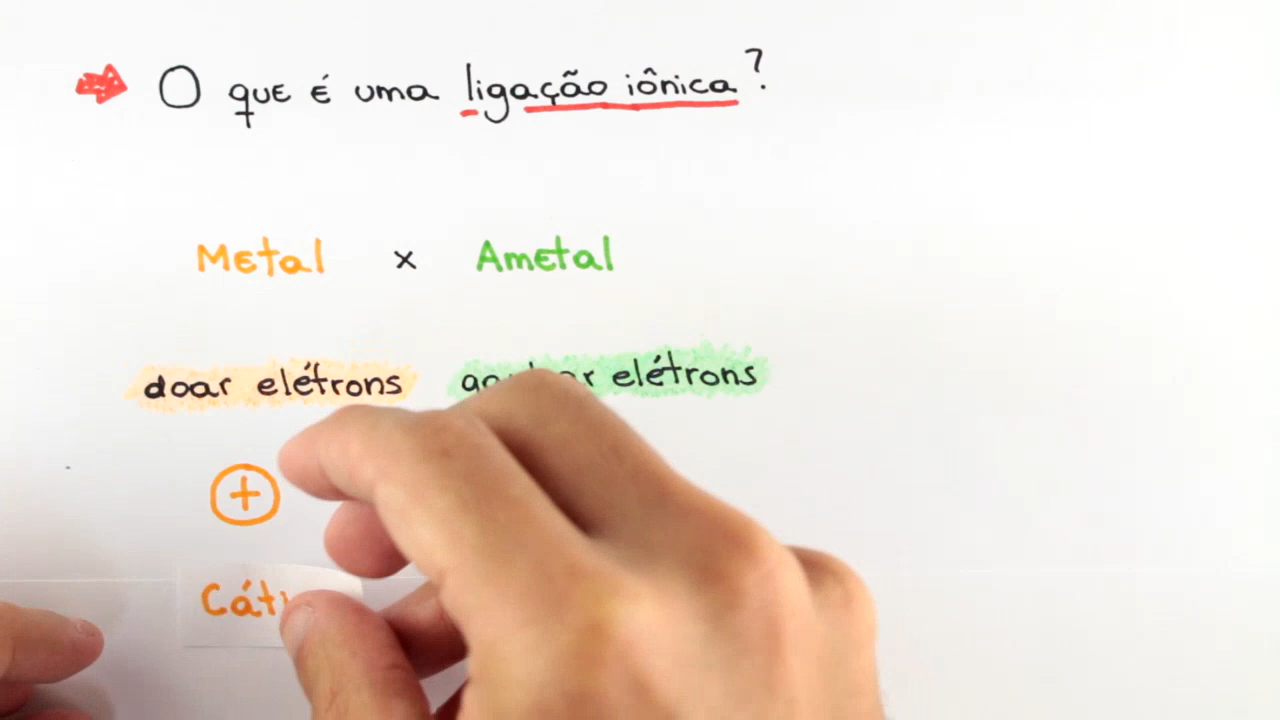 O que é uma ligação iônica?
Metal x Ametal
doar elétrons elétrons
+